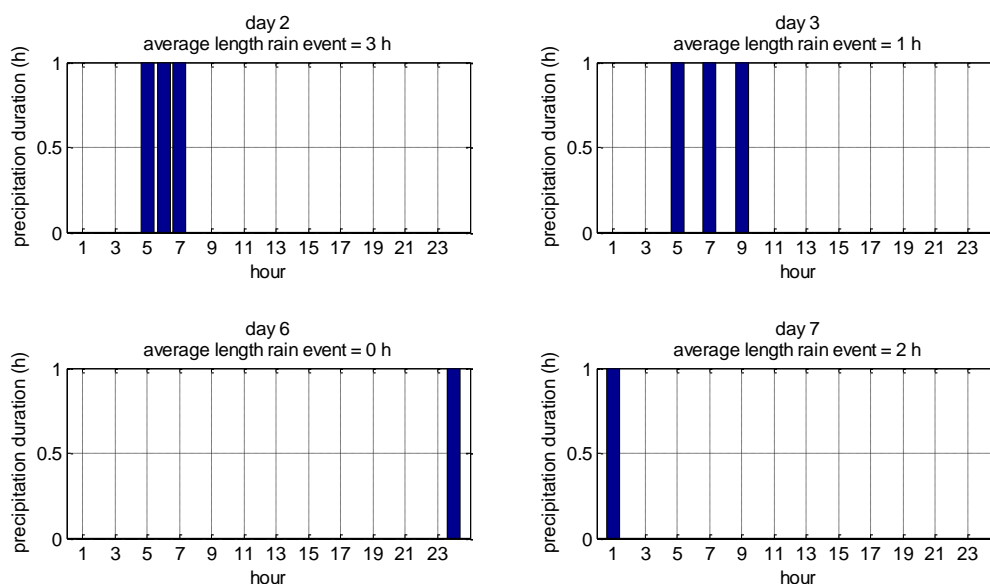 day 2
average length rain event = 3 h
precipitation duration (h)
1
0.5
0
1 3 5 7 9 11 13 15 17 19 21 23
hour
day 3
average length rain event = 1 h
precipitation duration (h)
1
0.5
0
1 3 5 7 9 11 13 15 17 19 21 23
hour
day 6
average length rain event = 0 h
precipitation duration (h)
1
0.5
0
1 3 5 7 9 11 13 15 17 19 21 23
hour
day 7
average length rain event = 2 h
precipitation duration (h)
1
0.5
0
1 3 5 7 9 11 13 15 17 19 21 23
hour